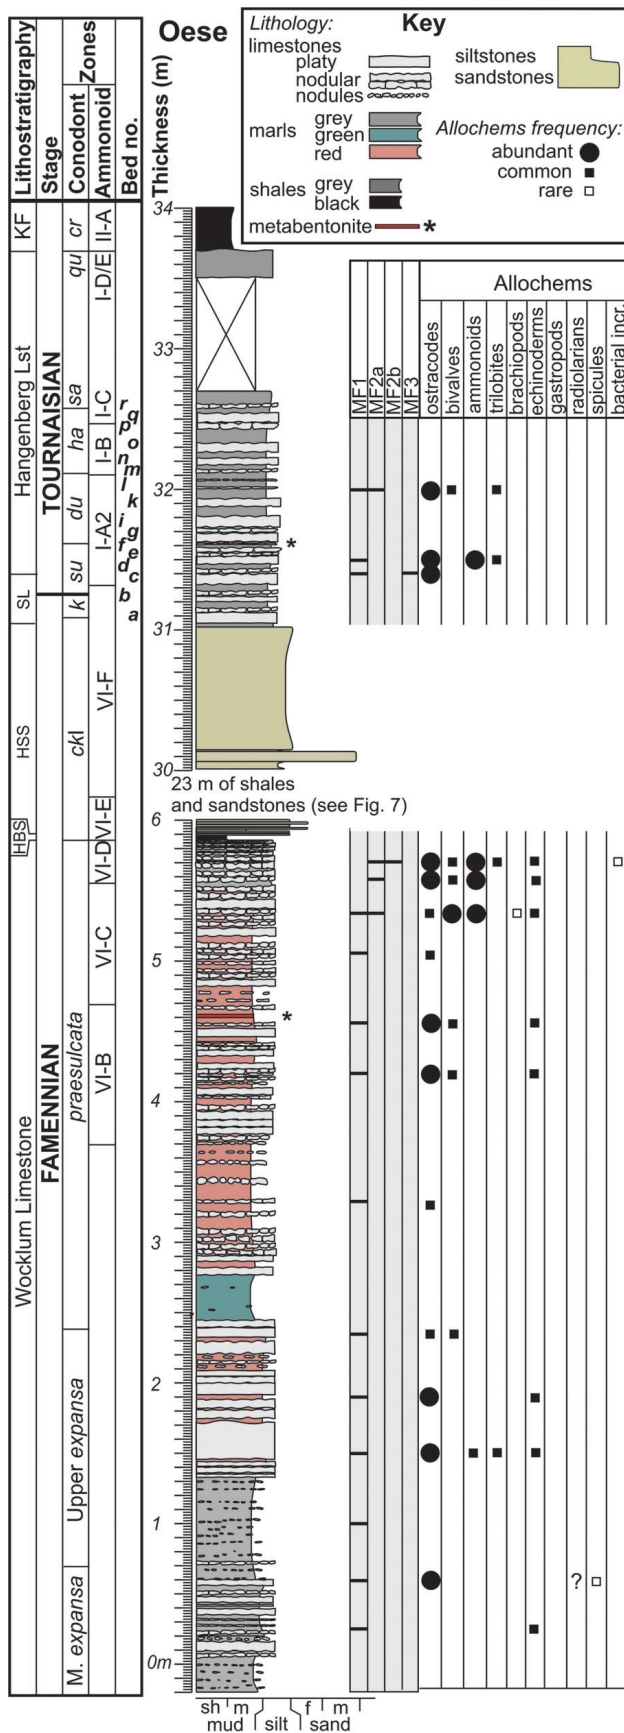 Oese
Key
Lithology:
limestones
platy
nodular
nodules
marls
grey
green
red
shales
grey
black
metabentonite
*
siltstones
sandstones
Allochems frequency:
abundant
common
rare
Lithostratigraphy
Stage
Conodont
Ammonoid
Zones
Bed no.
Thickness (m)
KF
Hangenberg Lst
SL
HSS
HBS
Wocklum Limestone
TOURNAISIAN
FAMENNIAN
cr
qu
sa
ha
du
su
k
ckI
praesulcata
Upper expansa
M. expansa
II-A
I-D/E
I-C
I-B
I-A2
VI-F
VI-E
VI-D
VI-C
VI-B
r
q
p
o
n
m
l
k
i
g
f
e
d
c
b
a
34
33
32
31
30
23 m of shales
and sandstones (see Fig. 7)
6
5
4
3
2
1
0m
*
*
Allochems
MF1
MF2a
MF2b
MF3
ostracodes
bivalves
ammonoids
trilobites
brachiopods
echinoderms
gastropods
radiolarians
spicules
bacterial incr.
?
sh m f m
mud silt sand